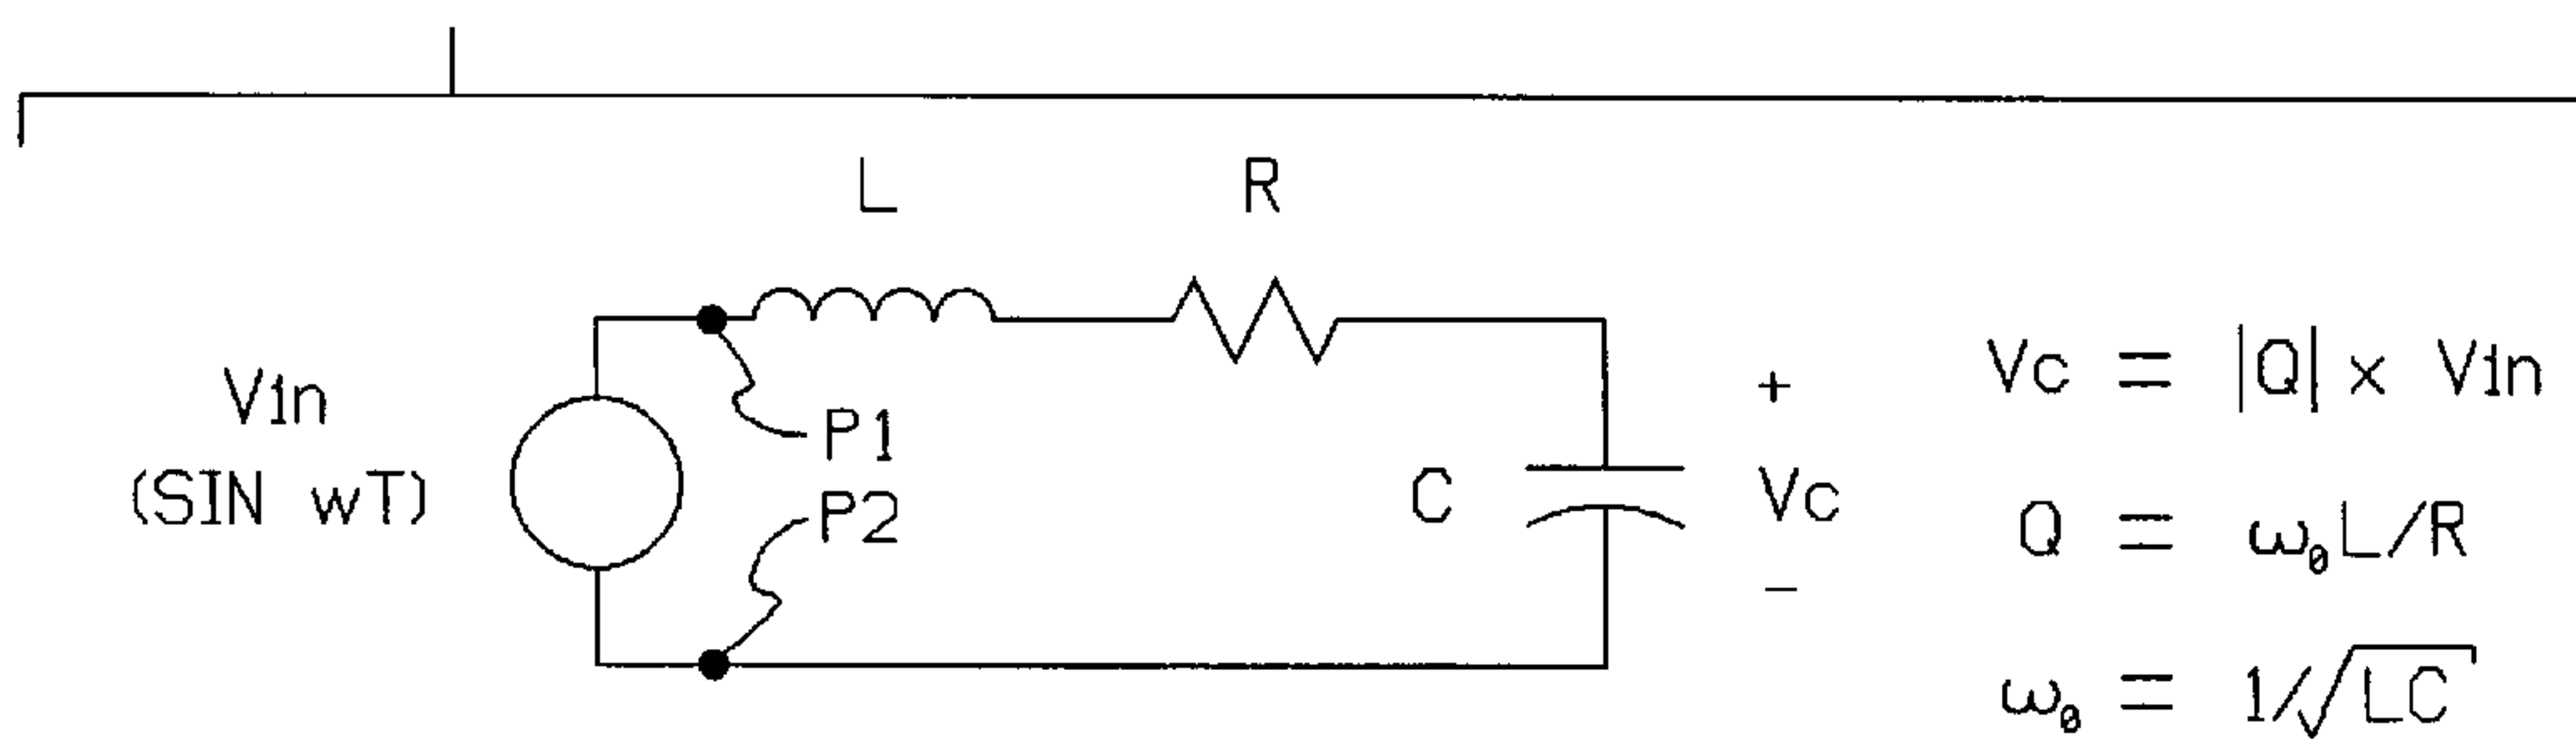 L
R
Vin
(SIN wT)
P1
P2
C
+
Vc
−
Vc = |Q| × Vin
Q = ω₀L/R
ω₀ = 1/√LC